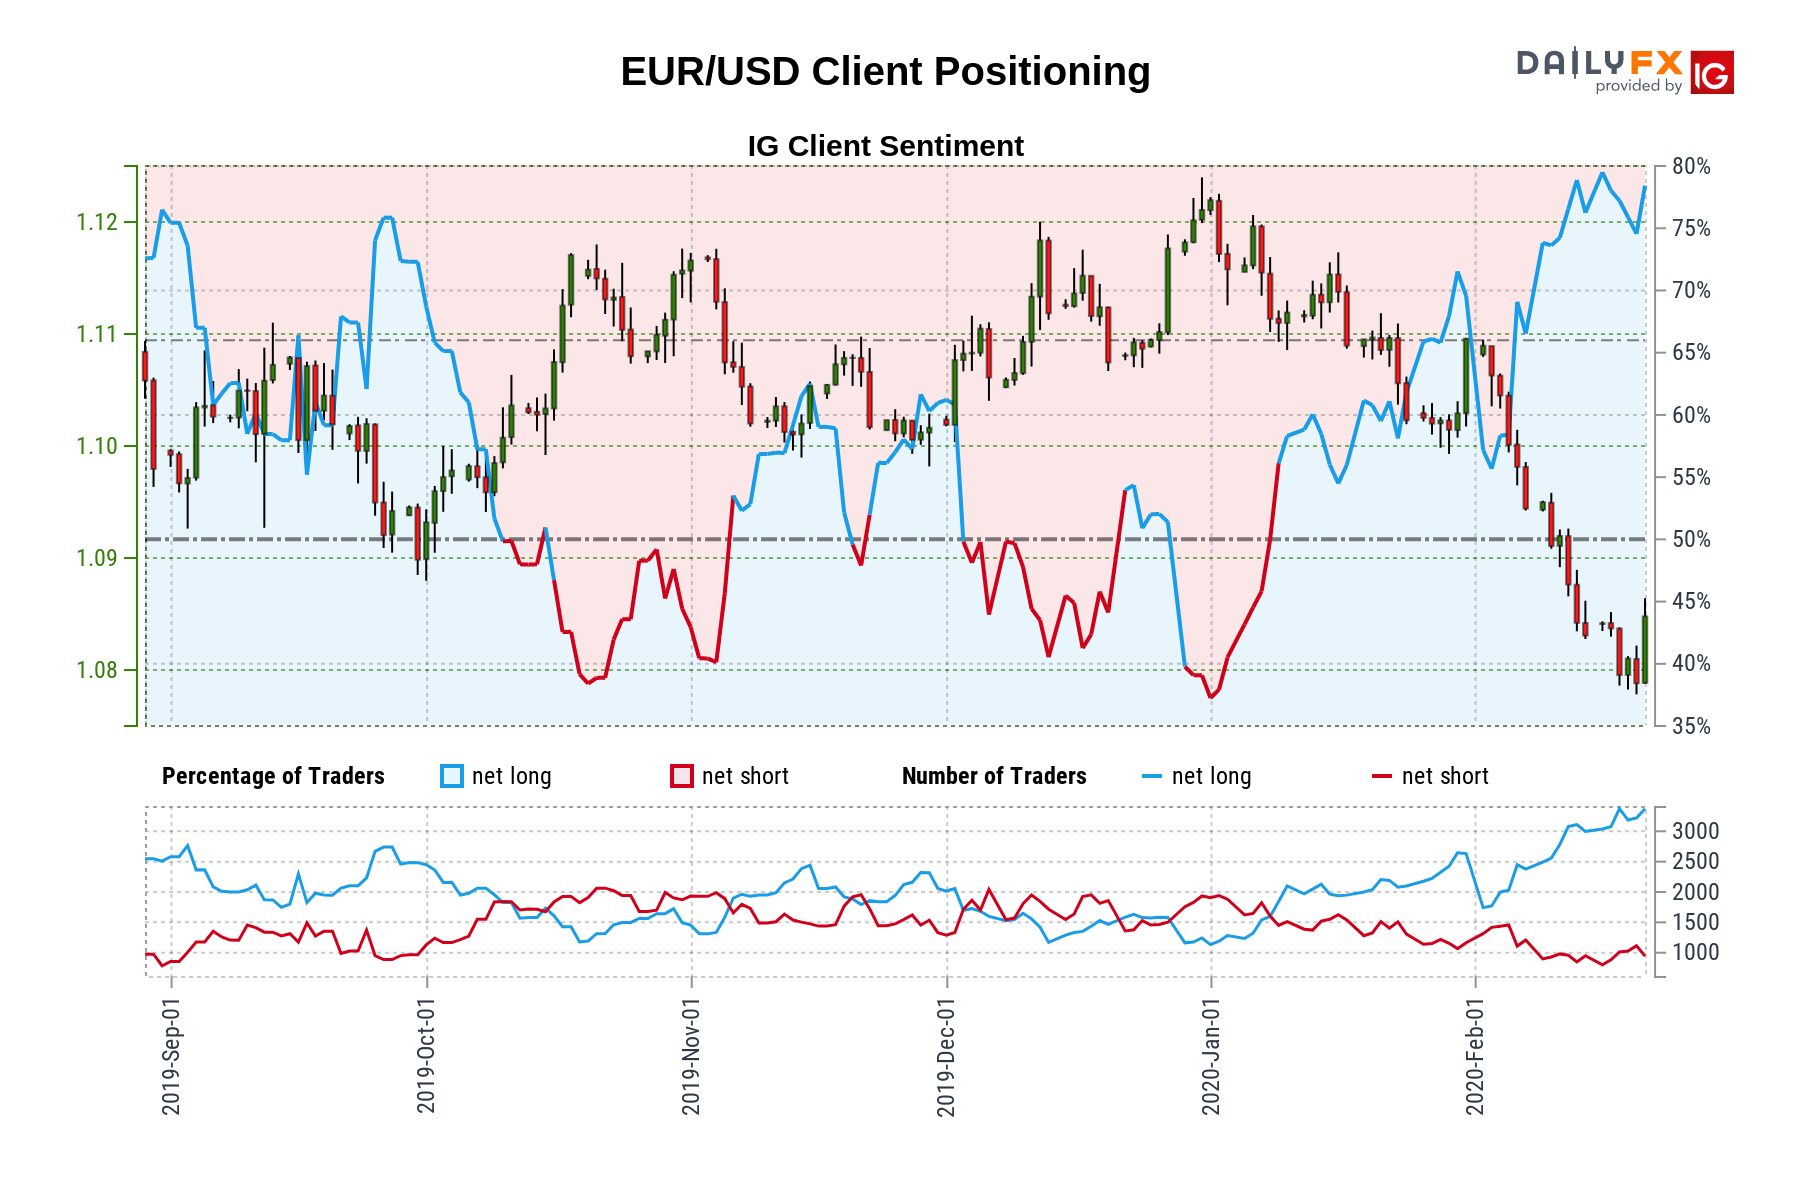 EUR/USD Client Positioning
DAILYFX
provided by IG
IG Client Sentiment
1.12
1.11
1.10
1.09
1.08
80%
75%
70%
65%
60%
55%
50%
45%
40%
35%
Percentage of Traders net long net short Number of Traders net long net short
3000
2500
2000
1500
1000
2019-Sep-01
2019-Oct-01
2019-Nov-01
2019-Dec-01
2020-Jan-01
2020-Feb-01